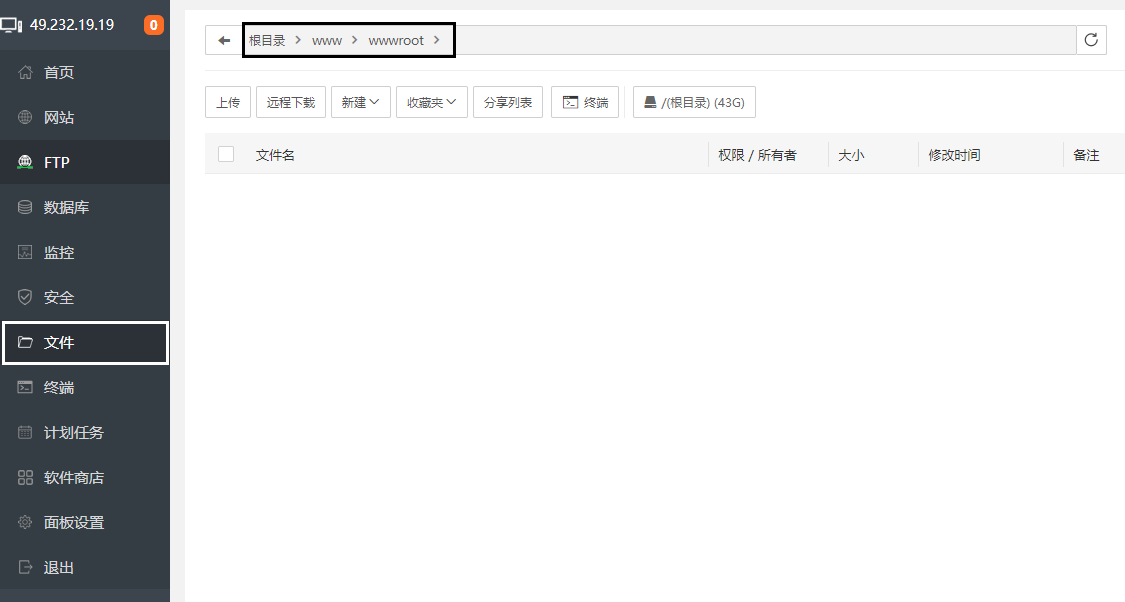 49.232.19.19 0
首页
网站
FTP
数据库
监控
安全
文件
终端
计划任务
软件商店
面板设置
退出
根目录 > www > wwwroot >
上传 远程下载 新建 收藏夹 分享列表 终端 /(根目录) (43G)
文件名 权限 / 所有者 大小 修改时间 备注